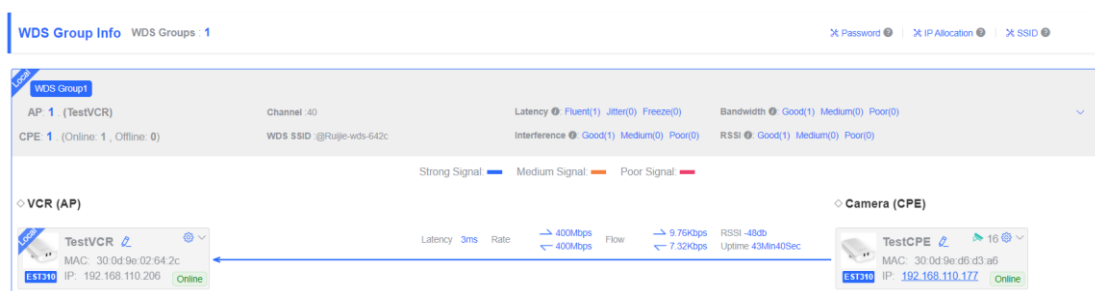 WDS Group Info WDS Groups : 1 Password IP Allocation SSID
Local
WDS Group1
AP: 1 . (TestVCR) Channel :40 Latency : Fluent(1) Jitter(0) Freeze(0) Bandwidth : Good(1) Medium(0) Poor(0)
CPE: 1 . (Online: 1 , Offline: 0) WDS SSID :@Ruijie-wds-642c Interference : Good(1) Medium(0) Poor(0) RSSI : Good(1) Medium(0) Poor(0)
Strong Signal: Medium Signal: Poor Signal:
VCR (AP) Camera (CPE)
Local
TestVCR
MAC: 30:0d:9e:02:64:2c
EST310 IP: 192.168.110.206 Online
Latency 3ms Rate 400Mbps Flow 9.76Kbps RSSI -48db
400Mbps 7.32Kbps Uptime 43Min40Sec
TestCPE 16
MAC: 30:0d:9e:d6:d3:a6
EST310 IP: 192.168.110.177 Online